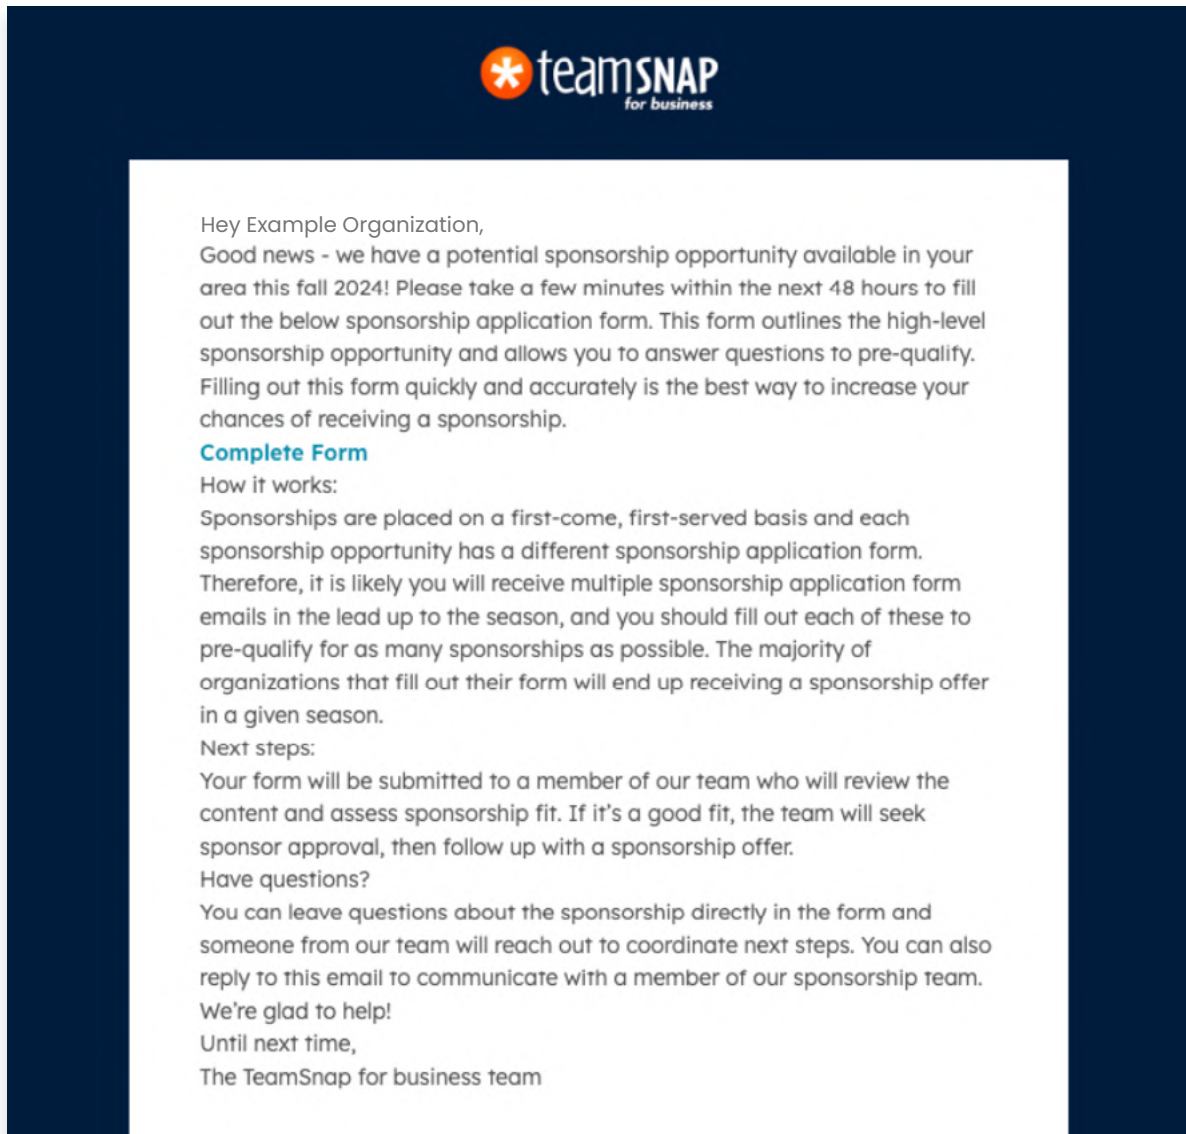 teamSNAP
for business
Hey Example Organization,
Good news - we have a potential sponsorship opportunity available in your
area this fall 2024! Please take a few minutes within the next 48 hours to fill
out the below sponsorship application form. This form outlines the high-level
sponsorship opportunity and allows you to answer questions to pre-qualify.
Filling out this form quickly and accurately is the best way to increase your
chances of receiving a sponsorship.
Complete Form
How it works:
Sponsorships are placed on a first-come, first-served basis and each
sponsorship opportunity has a different sponsorship application form.
Therefore, it is likely you will receive multiple sponsorship application form
emails in the lead up to the season, and you should fill out each of these to
pre-qualify for as many sponsorships as possible. The majority of
organizations that fill out their form will end up receiving a sponsorship offer
in a given season.
Next steps:
Your form will be submitted to a member of our team who will review the
content and assess sponsorship fit. If it's a good fit, the team will seek
sponsor approval, then follow up with a sponsorship offer.
Have questions?
You can leave questions about the sponsorship directly in the form and
someone from our team will reach out to coordinate next steps. You can also
reply to this email to communicate with a member of our sponsorship team.
We're glad to help!
Until next time,
The TeamSnap for business team